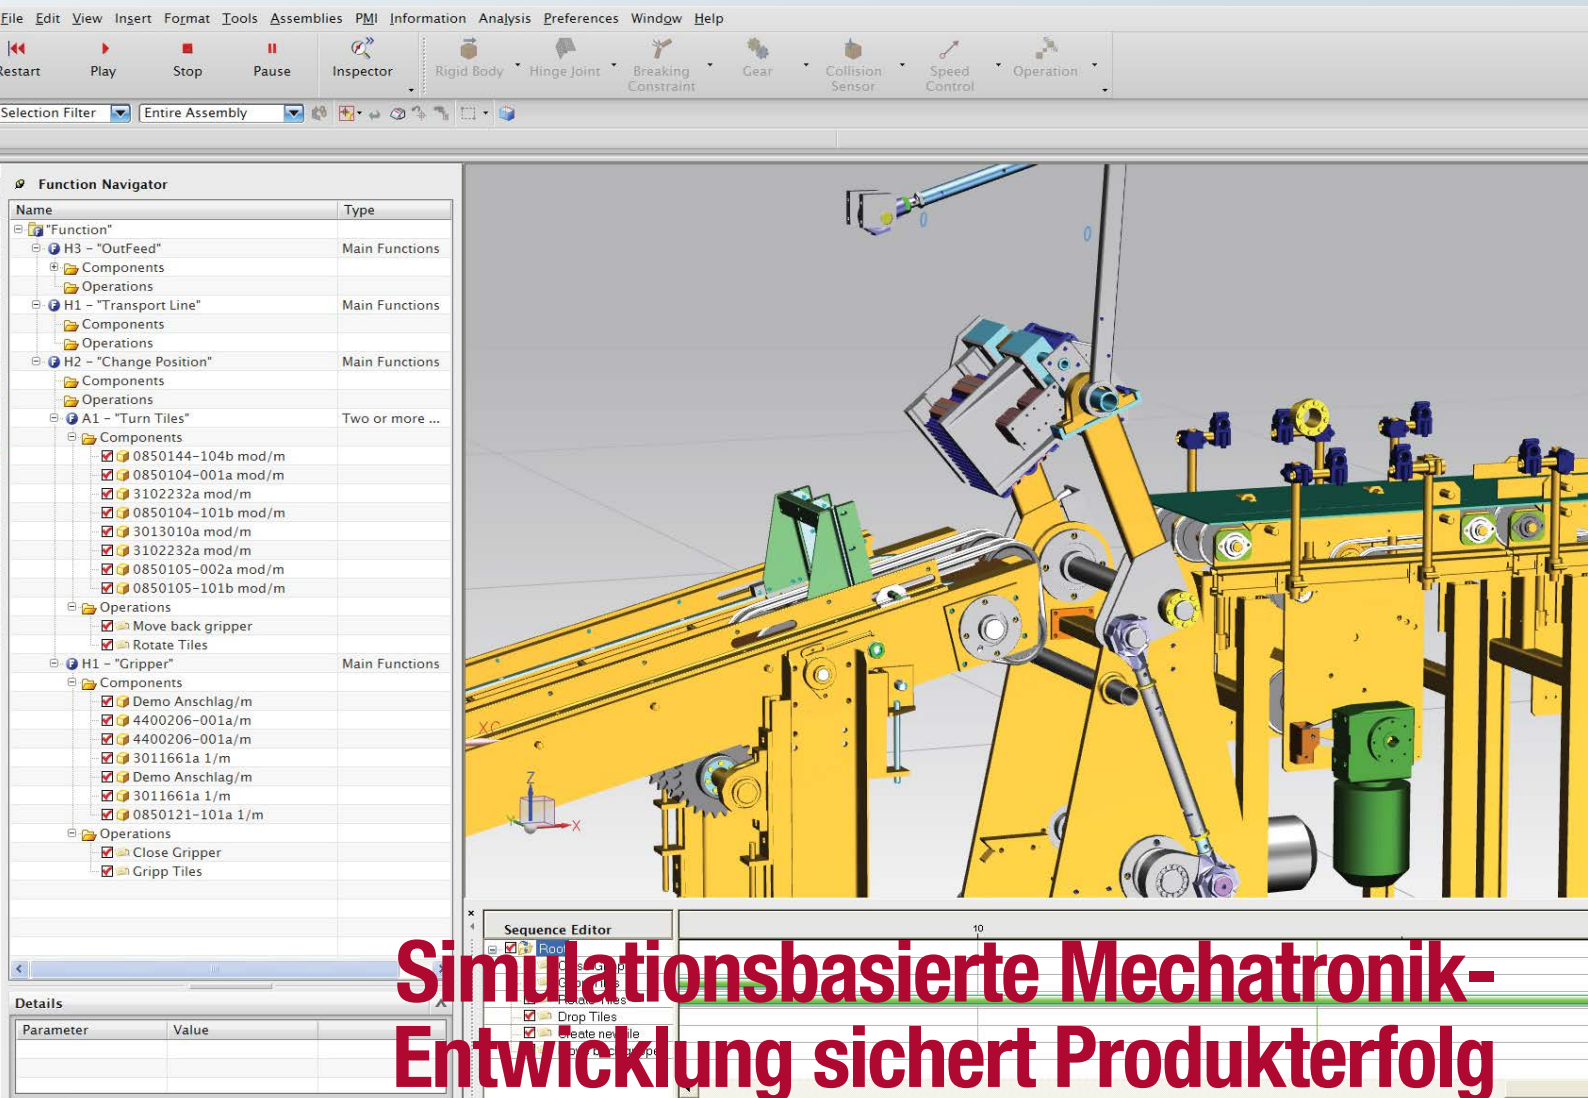 File Edit View Insert Format Tools Assemblies PMI Information Analysis Preferences Window Help
Restart Play Stop Pause Inspector Rigid Body Hinge Joint Breaking Constraint Gear Collision Sensor Speed Control Operation
Selection Filter Entire Assembly
Function Navigator
Name Type
"Function"
H3 - "OutFeed" Main Functions
Components
Operations
H1 - "Transport Line" Main Functions
Components
Operations
H2 - "Change Position" Main Functions
Components
Operations
A1 - "Turn Tiles" Two or more ...
Components
0850144-104b mod/m
0850104-001a mod/m
3102232a mod/m
0850104-101b mod/m
3013010a mod/m
3102232a mod/m
0850105-002a mod/m
0850105-101b mod/m
Operations
Move back gripper
Rotate Tiles
H1 - "Gripper" Main Functions
Components
Demo Anschlag/m
4400206-001a/m
4400206-001a/m
3011661a 1/m
Demo Anschlag/m
3011661a 1/m
0850121-101a 1/m
Operations
Close Gripper
Gripp Tiles
XC
Z
Y
X
Sequence Editor
10
Root
Rotate Tiles
Drop Tiles
Details
Parameter Value
Simulationsbasierte Mechatronik-
Entwicklung sichert Produkterfolg